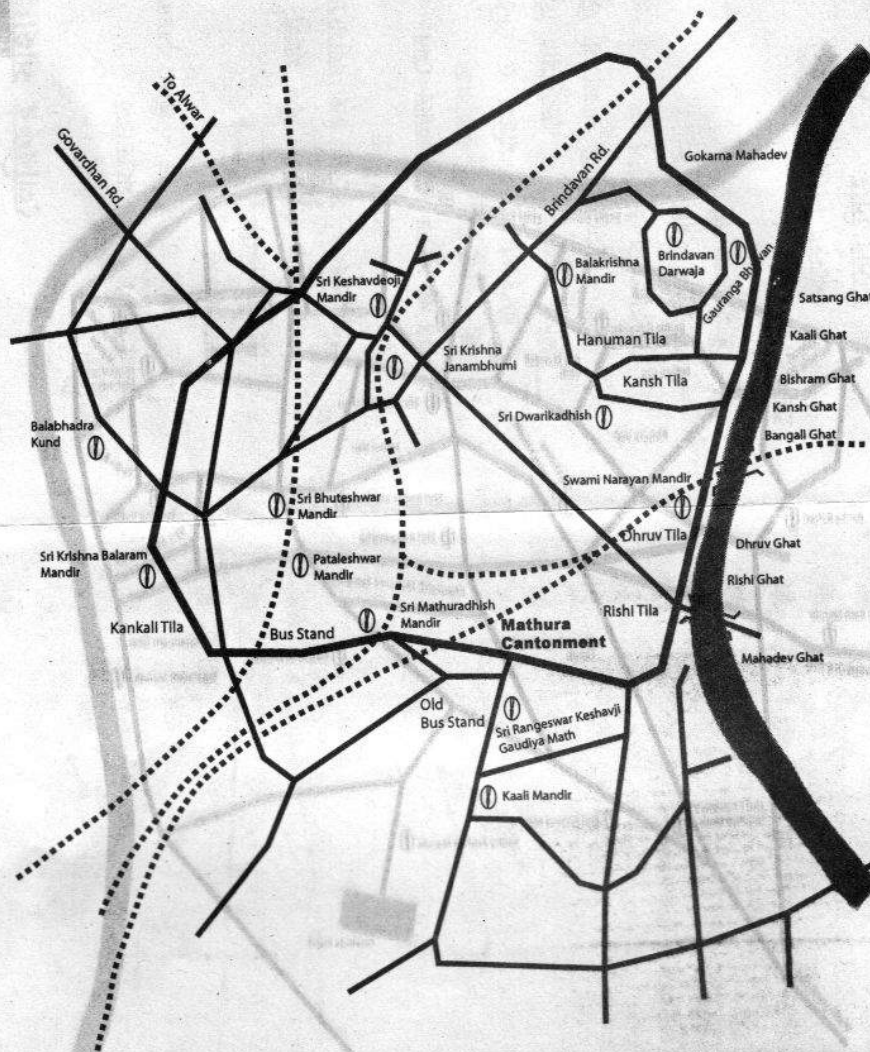 To Alwar
Govardhan Rd.
Brindavan Rd.
Gokarna Mahadev
Sri Keshavdeoji
Mandir
Balakrishna
Mandir
Brindavan
Darwaja
Gauranga Bhavan
Satsang Ghat
Hanuman Tila
Kaali Ghat
Sri Krishna
Janambhumi
Kansh Tila
Bishram Ghat
Kansh Ghat
Balabhadra
Kund
Sri Dwarikadhish
Bangali Ghat
Swami Narayan Mandir
Sri Bhuteshwar
Mandir
Dhruv Tila
Dhruv Ghat
Sri Krishna Balaram
Mandir
Pataleshwar
Mandir
Rishi Ghat
Sri Mathuradhish
Mandir
Rishi Tila
Kankali Tila
Bus Stand
Mathura
Cantonment
Mahadev Ghat
Old
Bus Stand
Sri Rangeswar Keshavji
Gaudiya Math
Kaali Mandir